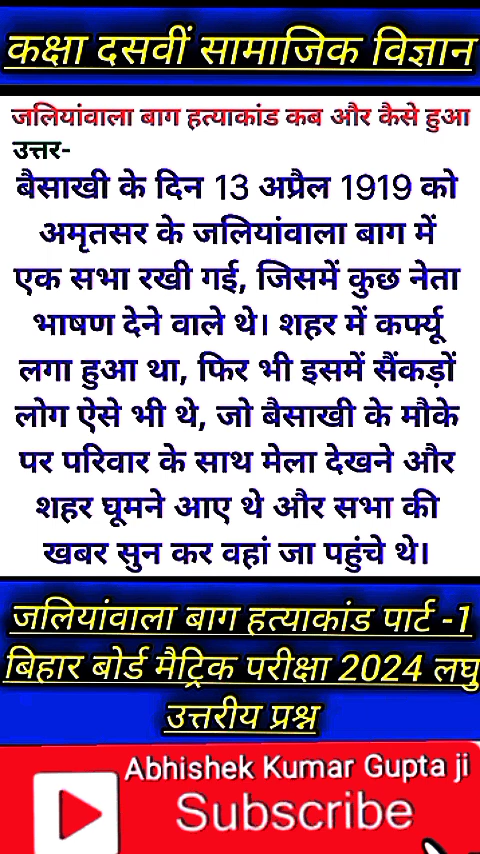 कक्षा दसवीं सामाजिक विज्ञान
जलियांवाला बाग हत्याकांड कब और कैसे हुआ
उत्तर-
बैसाखी के दिन 13 अप्रैल 1919 को
अमृतसर के जलियांवाला बाग में
एक सभा रखी गई, जिसमें कुछ नेता
भाषण देने वाले थे। शहर में कर्फ्यू
लगा हुआ था, फिर भी इसमें सैंकड़ों
लोग ऐसे भी थे, जो बैसाखी के मौके
पर परिवार के साथ मेला देखने और
शहर घूमने आए थे और सभा की
खबर सुन कर वहां जा पहुंचे थे।
जलियांवाला बाग हत्याकांड पार्ट -1
बिहार बोर्ड मैट्रिक परीक्षा 2024 लघु
उत्तरीय प्रश्न
Abhishek Kumar Gupta ji
Subscribe